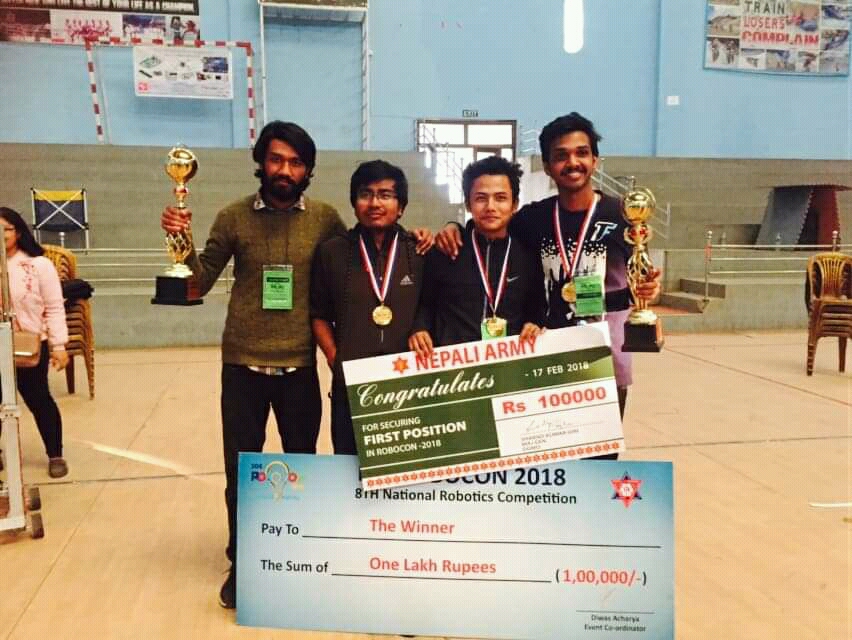 TRAIN
LOSERS
COMPLAIN
EXIT
NEPALI ARMY
Congratulates
- 17 FEB 2018
FOR SECURING
FIRST POSITION
IN ROBOCON -2018
Rs 100000
ROBOCON 2018
8TH National Robotics Competition
Pay To The Winner
The Sum of One Lakh Rupees (1,00,000/-)
Diwas Acharya
Event Co-ordinator